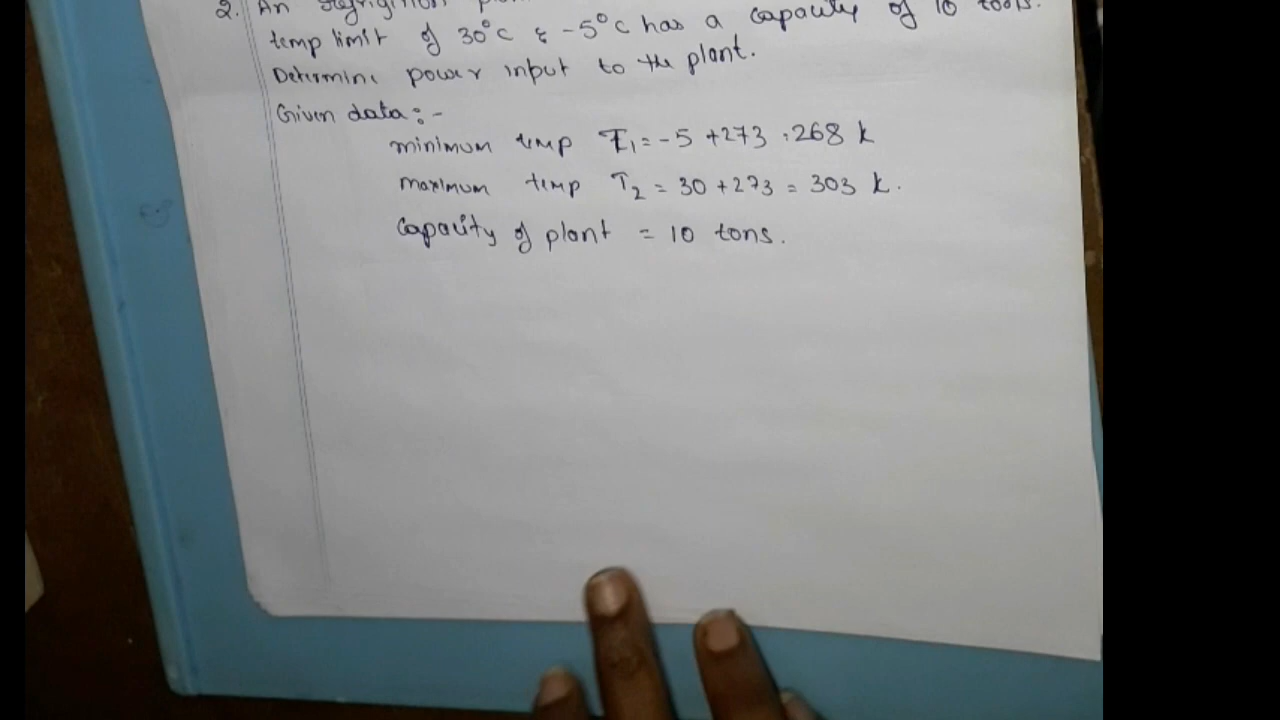 2. An
temp limit of 30°C & -5°C has a capacity of 10 tons.
Determine power input to the plant.
Given data:-
minimum temp T1 = -5 +273 = 268 k
maximum temp T2 = 30 +273 = 303 k.
Capacity of plant = 10 tons.